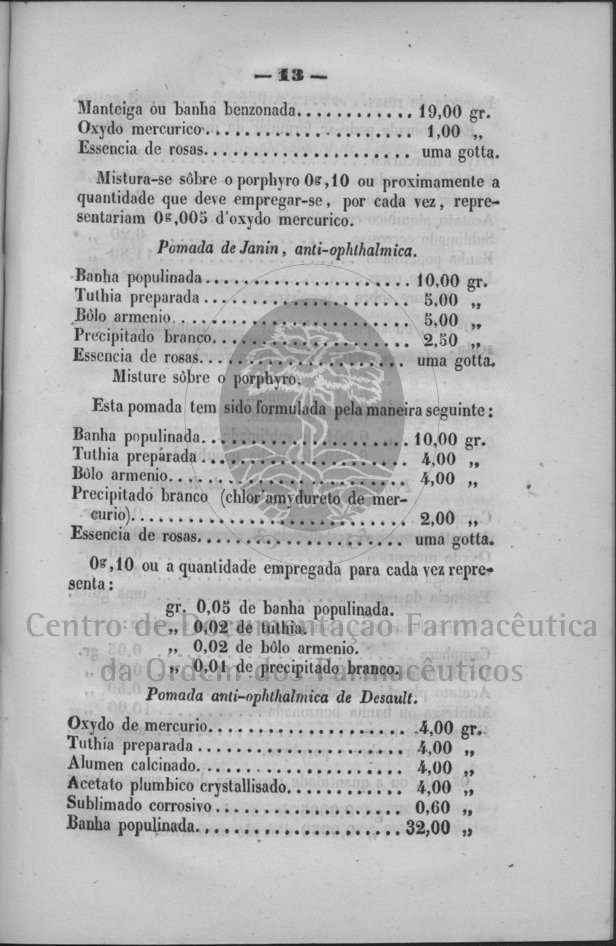 — 13 —
Manteiga ou banha benzonada............ 19,00 gr.
Oxydo mercurico..................... 1,00 „
Essencia de rosas..................... uma gotta.
Mistura-se sôbre o porphyro 0g,10 ou proximamente a
quantidade que deve empregar-se, por cada vez, repre-
sentariam 0g,005 d'oxydo mercurico.
Pomada de Janin, anti-ophthalmica.
Banha populinada..................... 10,00 gr.
Tuthia preparada..................... 5,00 „
Bòlo armenio........................ 5,00 „
Precipitado branco.................... 2,50 „
Essencia de rosas..................... uma gotta.
Misture sôbre o porphyro.
Esta pomada tem sido formulada pela maneira seguinte:
Banha populinada..................... 10,00 gr.
Tuthia preparada..................... 4,00 „
Bòlo armenio........................ 4,00 „
Precipitado branco (chlor'amydureto de mer-
curio)............................ 2,00 „
Essencia de rosas..................... uma gotta.
0g,10 ou a quantidade empregada para cada vez repre-
senta:
gr. 0,05 de banha populinada.
„ 0,02 de tuthia.
„ 0,02 de bòlo armenio.
„ 0,01 de precipitado branco.
Centro de Documentação Farmacêutica
da Ordem dos Farmacêuticos
Pomada anti-ophthalmica de Desault.
Oxydo de mercurio.................... 4,00 gr.
Tuthia preparada..................... 4,00 „
Alumen calcinado..................... 4,00 „
Acetato plumbico crystallisado............ 4,00 „
Sublimado corrosivo................... 0,60 „
Banha populinada..................... 32,00 „